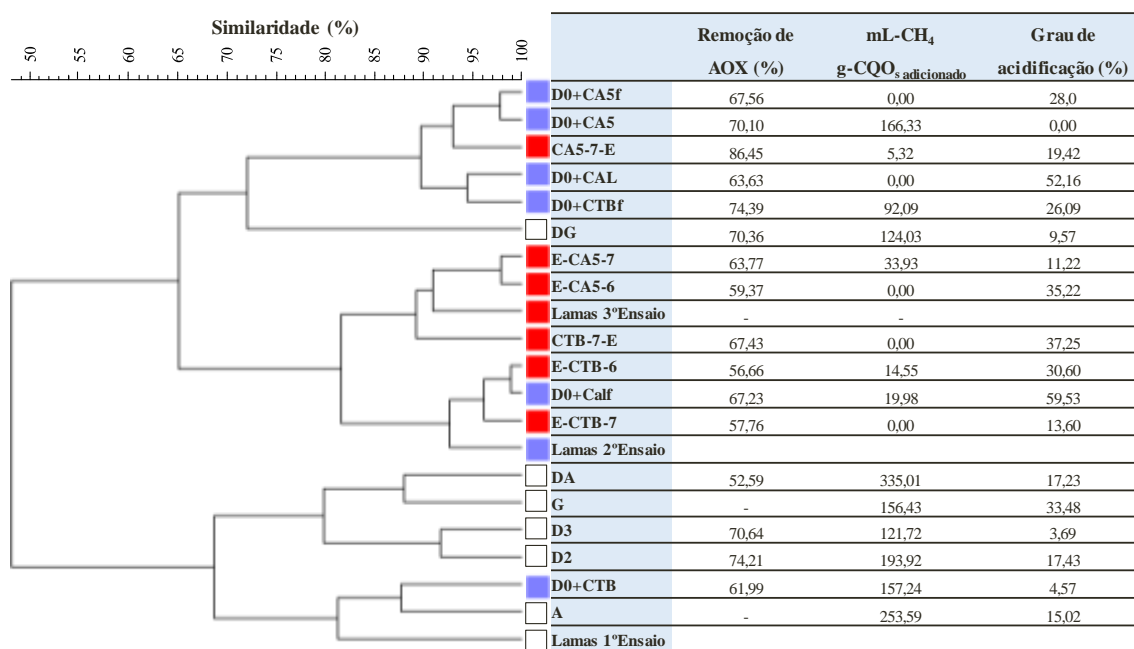 Similaridade (%)
50 60 70 80 90 100
Remoção de AOX (%) mL-CH₄ g-CQOs adicionado Grau de acidificação (%)
D0+CA5f 67,56 0,00 28,0
D0+CA5 70,10 166,33 0,00
CA5-7-E 86,45 5,32 19,42
D0+CAL 63,63 0,00 52,16
D0+CTBf 74,39 92,09 26,09
DG 70,36 124,03 9,57
E-CA5-7 63,77 33,93 11,22
E-CA5-6 59,37 0,00 35,22
Lamas 3ºEnsaio - -
CTB-7-E 67,43 0,00 37,25
E-CTB-6 56,66 14,55 30,60
D0+Calf 67,23 19,98 59,53
E-CTB-7 57,76 0,00 13,60
Lamas 2ºEnsaio
DA 52,59 335,01 17,23
G - 156,43 33,48
D3 70,64 121,72 3,69
D2 74,21 193,92 17,43
D0+CTB 61,99 157,24 4,57
A - 253,59 15,02
Lamas 1ºEnsaio